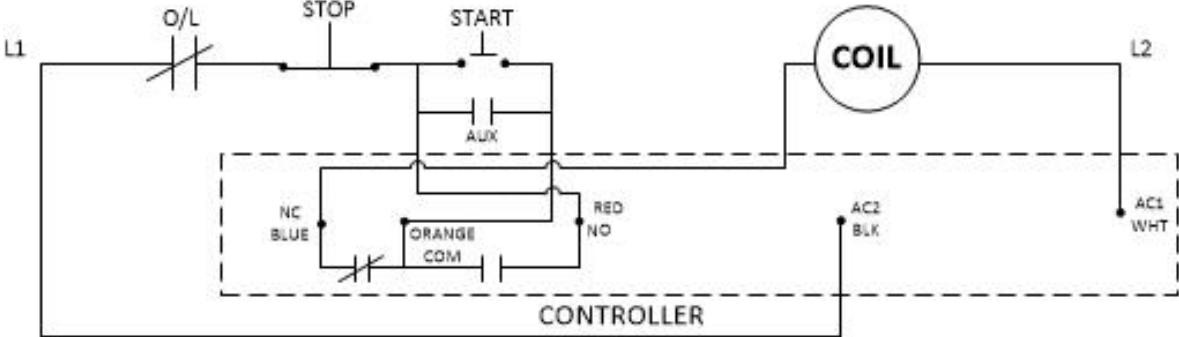 O/L
STOP
START
L1
COIL
L2
AUX
NC
BLUE
ORANGE
COM
RED
NO
AC2
BLK
AC1
WHT
CONTROLLER